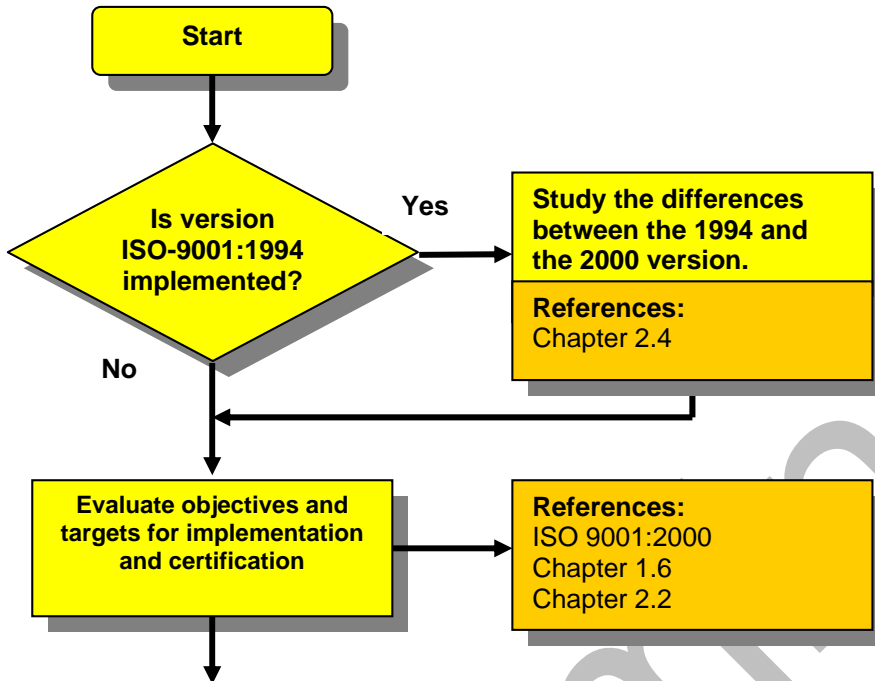 Start
Is version
ISO-9001:1994
implemented?
Yes
Study the differences
between the 1994 and
the 2000 version.
References:
Chapter 2.4
No
Evaluate objectives and
targets for implementation
and certification
References:
ISO 9001:2000
Chapter 1.6
Chapter 2.2